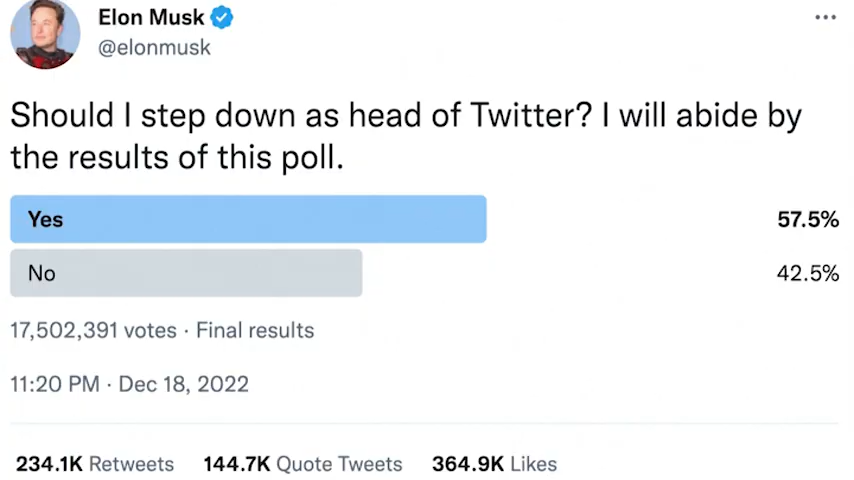 Elon Musk
@elonmusk
Should I step down as head of Twitter? I will abide by
the results of this poll.
Yes 57.5%
No 42.5%
17,502,391 votes · Final results
11:20 PM · Dec 18, 2022
234.1K Retweets 144.7K Quote Tweets 364.9K Likes